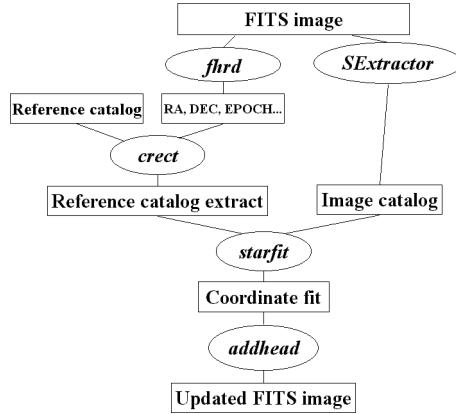 FITS image
fhrd
SExtractor
Reference catalog
RA, DEC, EPOCH...
crect
Reference catalog extract
Image catalog
starfit
Coordinate fit
addhead
Updated FITS image